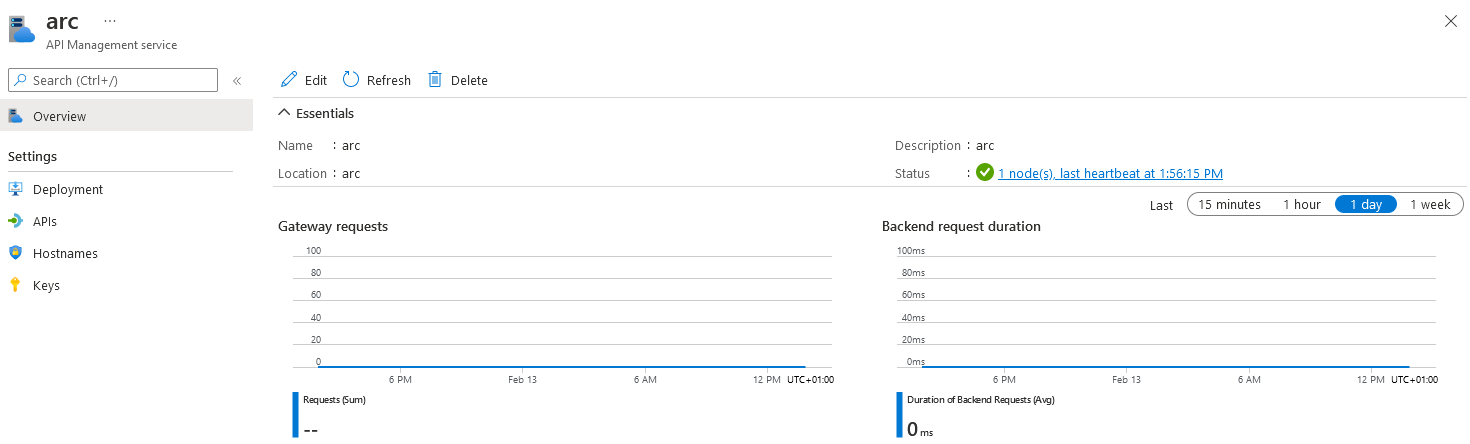 arc ...
API Management service
Search (Ctrl+/) «
Overview
Settings
Deployment
APIs
Hostnames
Keys
Edit Refresh Delete
Essentials
Name : arc
Location : arc
Description : arc
Status : 1 node(s), last heartbeat at 1:56:15 PM
Last 15 minutes 1 hour 1 day 1 week
Gateway requests
100
80
60
40
20
0
6 PM Feb 13 6 AM 12 PM UTC+01:00
Requests (Sum)
--
Backend request duration
100ms
80ms
60ms
40ms
20ms
0ms
6 PM Feb 13 6 AM 12 PM UTC+01:00
Duration of Backend Requests (Avg)
0 ms